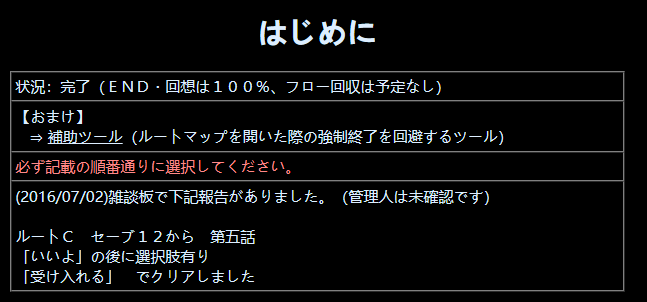 はじめに
状況：完了（ＥＮＤ・回想は１００％、フロー回収は予定なし）
【おまけ】
　⇒ 補助ツール（ルートマップを開いた際の強制終了を回避するツール）
必ず記載の順番通りに選択してください。
(2016/07/02)雑談板で下記報告がありました。（管理人は未確認です）
ルートＣ　セーブ１２から　第五話
「いいよ」の後に選択肢有り
「受け入れる」　でクリアしました